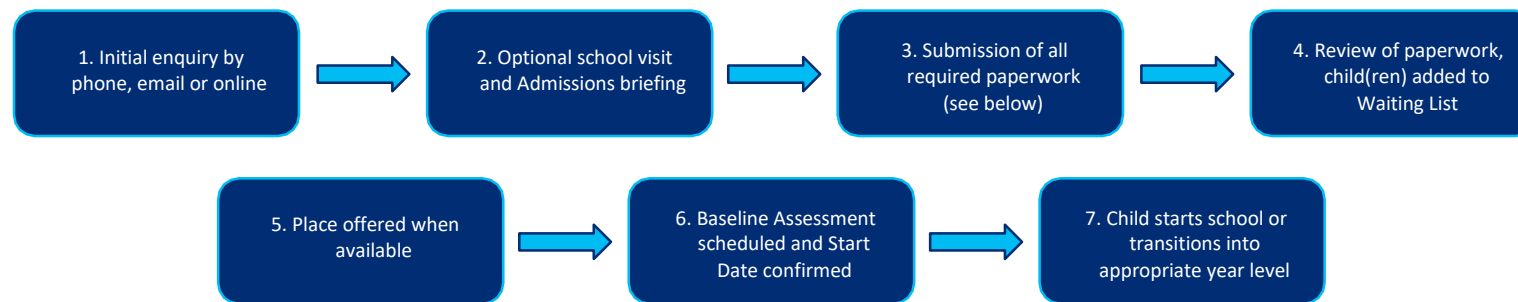 1. Initial enquiry by
phone, email or online
2. Optional school visit
and Admissions briefing
3. Submission of all
required paperwork
(see below)
4. Review of paperwork,
child(ren) added to
Waiting List
5. Place offered when
available
6. Baseline Assessment
scheduled and Start
Date confirmed
7. Child starts school or
transitions into
appropriate year level